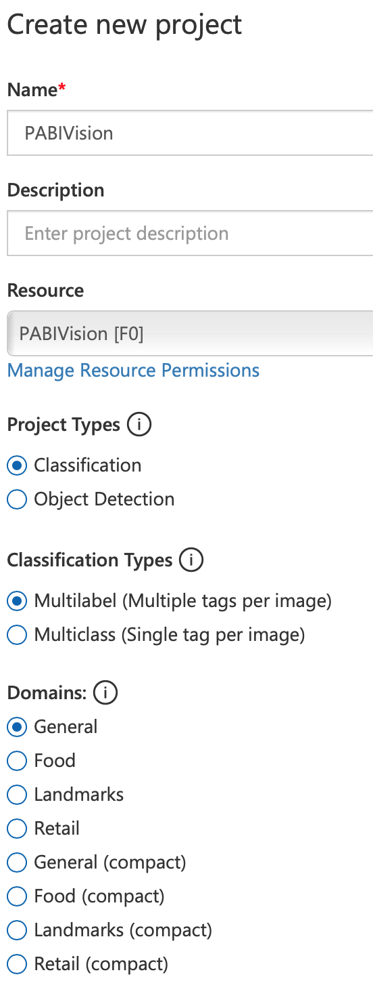 Create new project
Name*
PABIVision
Description
Enter project description
Resource
PABIVision [F0]
Manage Resource Permissions
Project Types i
Classification
Object Detection
Classification Types i
Multilabel (Multiple tags per image)
Multiclass (Single tag per image)
Domains: i
General
Food
Landmarks
Retail
General (compact)
Food (compact)
Landmarks (compact)
Retail (compact)